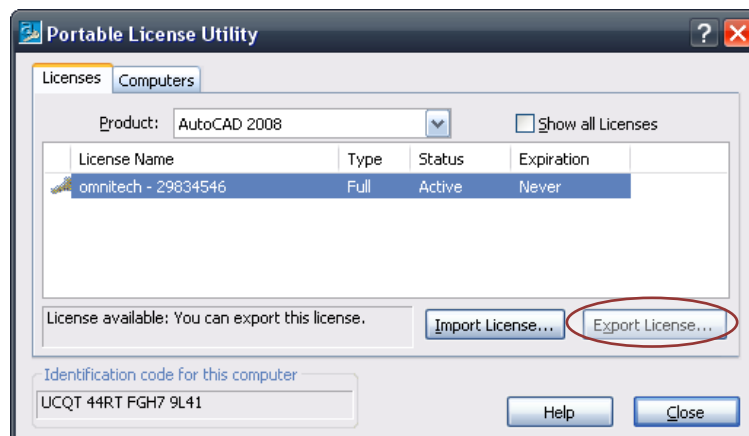 Portable License Utility
Licenses Computers
Product: AutoCAD 2008 Show all Licenses
License Name Type Status Expiration
omnitech - 29834546 Full Active Never
License available: You can export this license. Import License... Export License...
Identification code for this computer
UCQT 44RT FGH7 9L41
Help Close